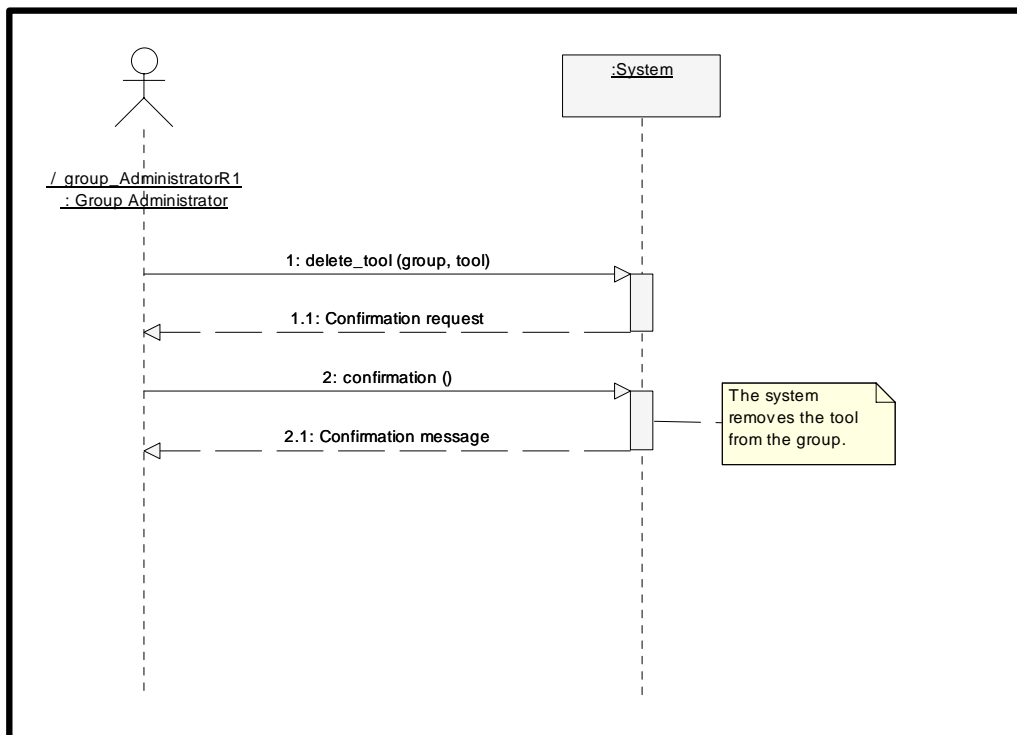 :System
/ group_AdministratorR1
: Group Administrator
1: delete_tool (group, tool)
1.1: Confirmation request
2: confirmation ()
The system
removes the tool
from the group.
2.1: Confirmation message